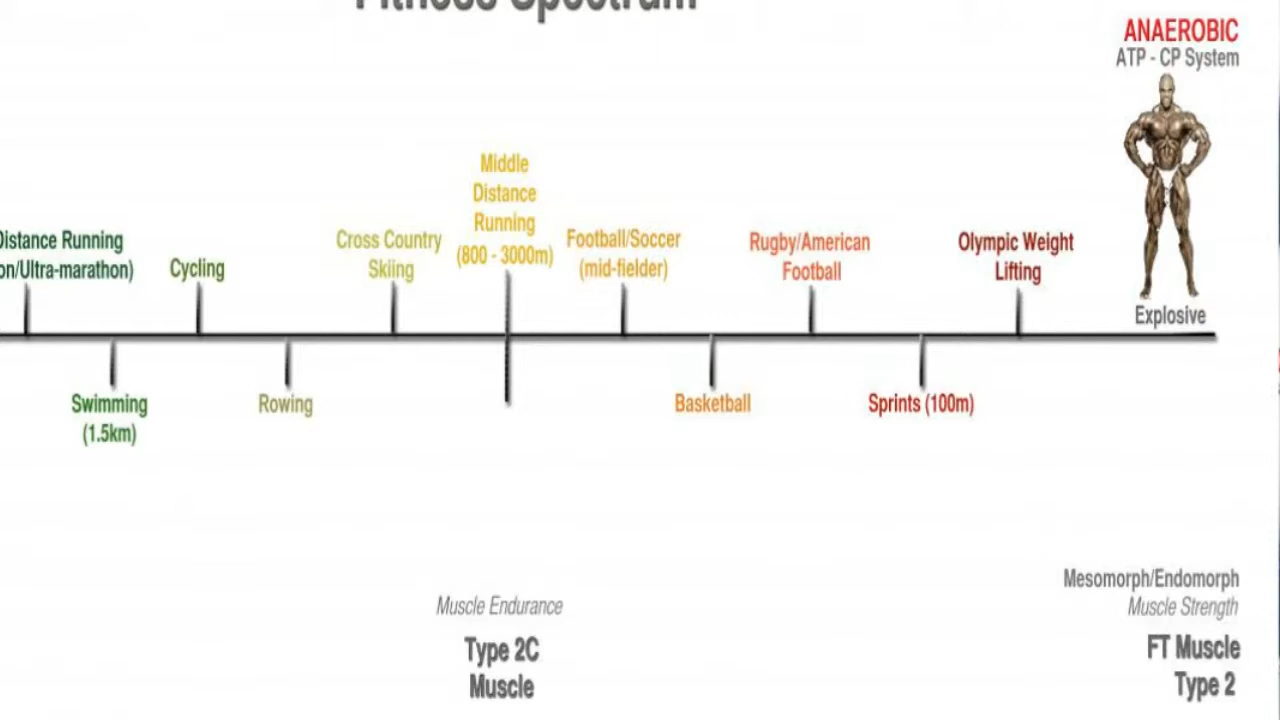 Fitness Spectrum
ANAEROBIC
ATP - CP System
Middle
Distance
Running
(800 - 3000m)
Distance Running
on/Ultra-marathon)
Cycling
Cross Country
Skiing
Football/Soccer
(mid-fielder)
Rugby/American
Football
Olympic Weight
Lifting
Explosive
Swimming
(1.5km)
Rowing
Basketball
Sprints (100m)
Muscle Endurance
Type 2C
Muscle
Mesomorph/Endomorph
Muscle Strength
FT Muscle
Type 2